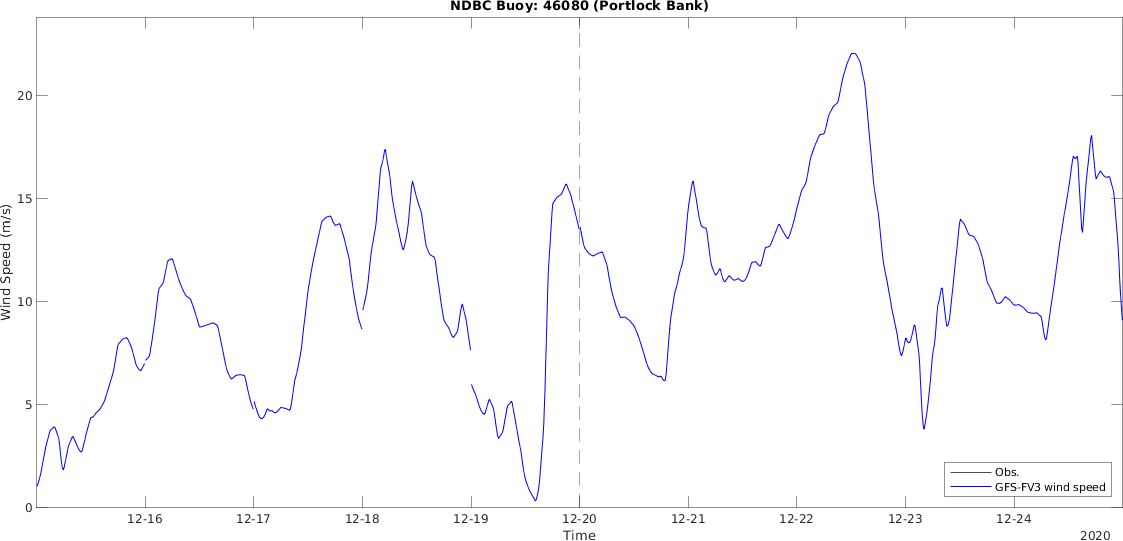 NDBC Buoy: 46080 (Portlock Bank)
Wind Speed (m/s)
20
15
10
5
0
12-16 12-17 12-18 12-19 12-20 12-21 12-22 12-23 12-24
Time
2020
Obs.
GFS-FV3 wind speed